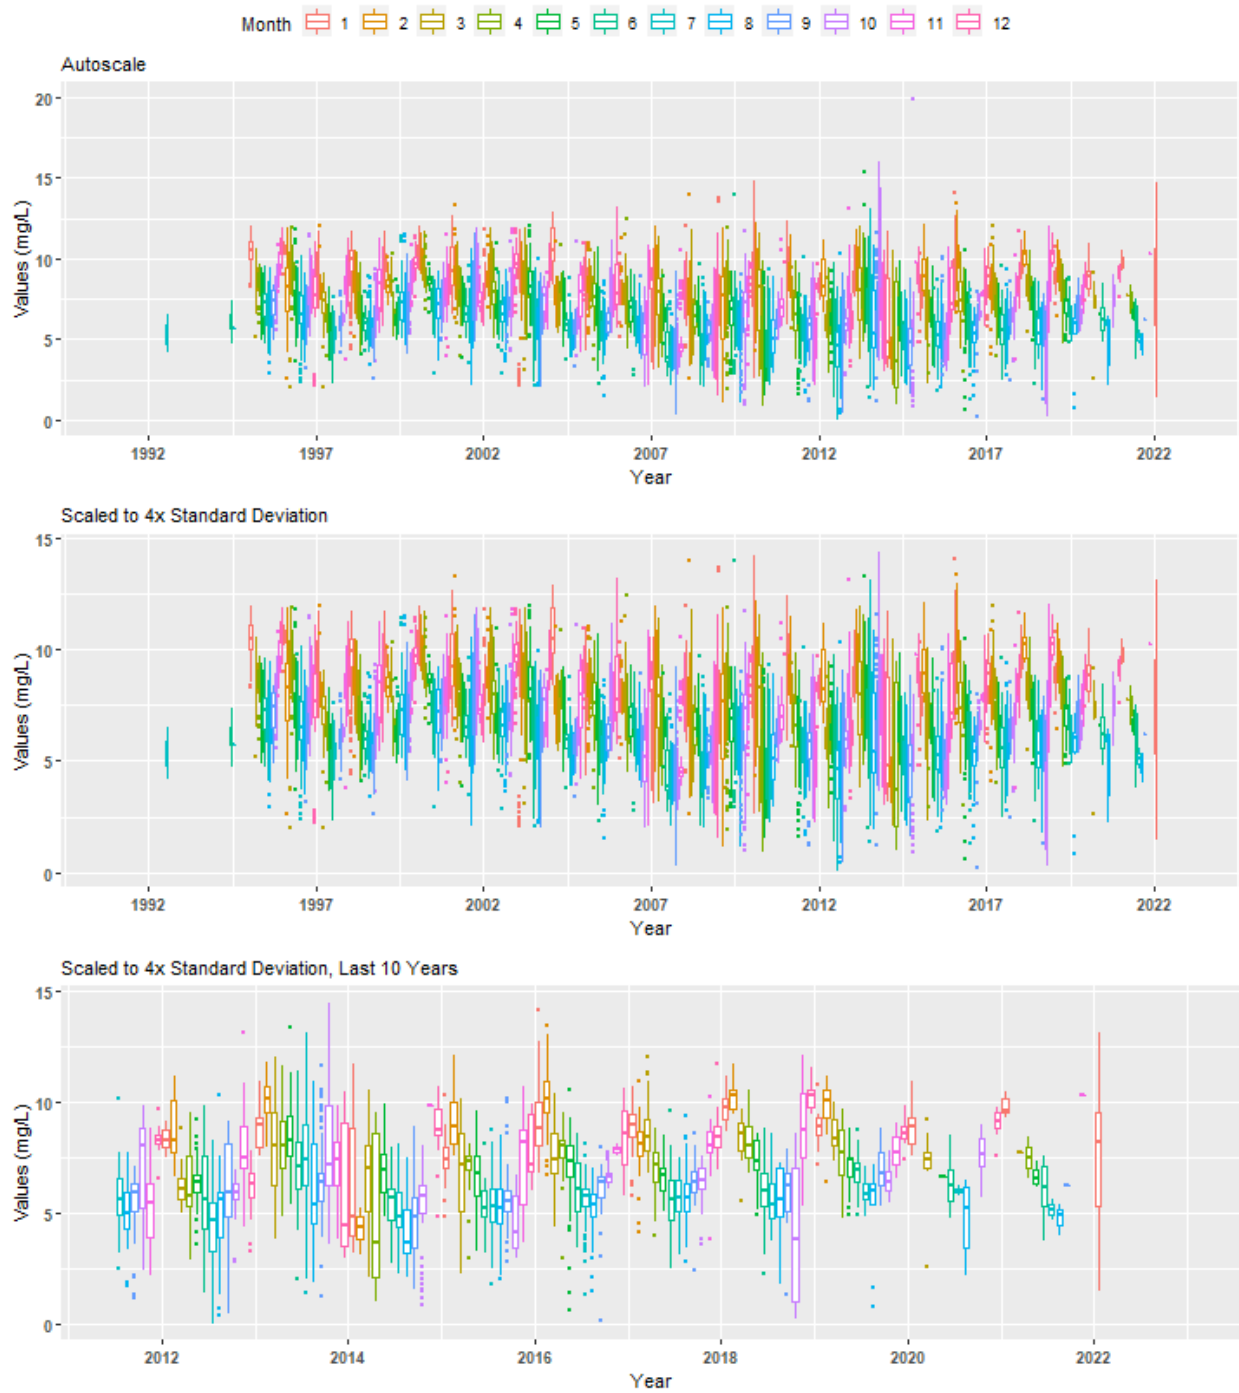 Month 1 2 3 4 5 6 7 8 9 10 11 12
Autoscale
Values (mg/L)
20
15
10
5
0
1992 1997 2002 2007 2012 2017 2022
Year
Scaled to 4x Standard Deviation
Values (mg/L)
15
10
5
0
1992 1997 2002 2007 2012 2017 2022
Year
Scaled to 4x Standard Deviation, Last 10 Years
Values (mg/L)
15
10
5
0
2012 2014 2016 2018 2020 2022
Year